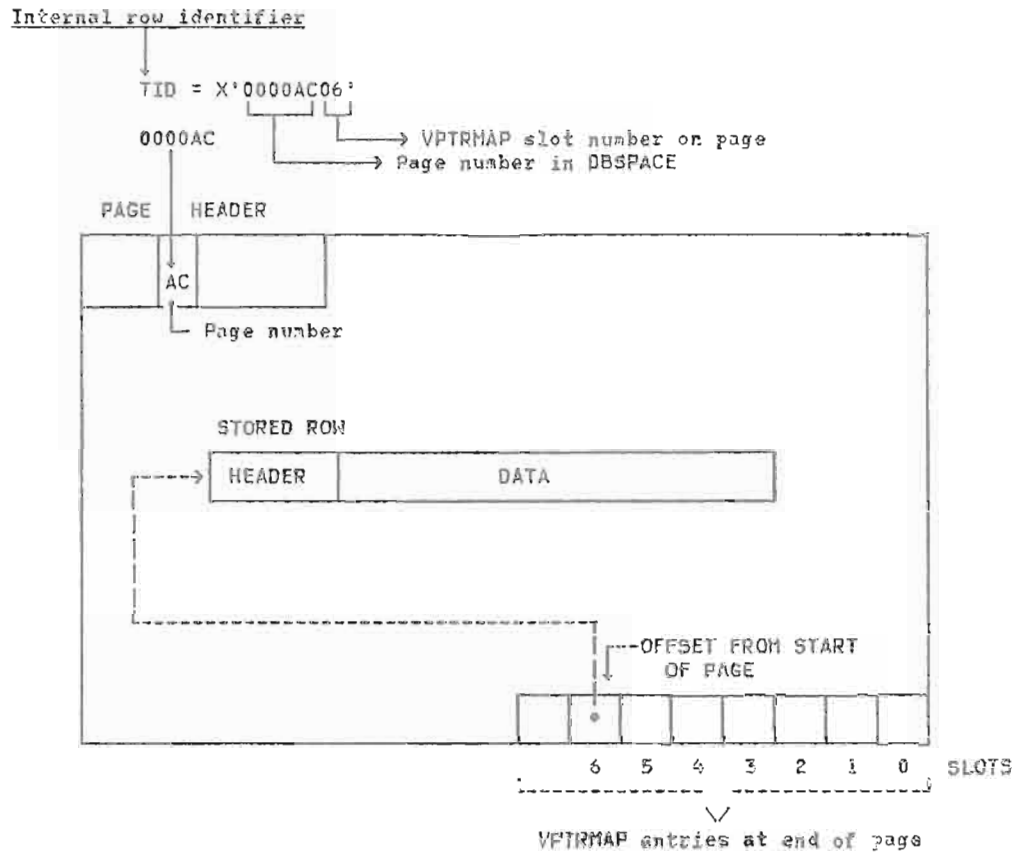 Internal row identifier
TID = X'0000AC06'
0000AC
VPTRMAP slot number on page
Page number in DBSPACE
PAGE HEADER
AC
Page number
STORED ROW
HEADER DATA
OFFSET FROM START
OF PAGE
6 5 4 3 2 1 0 SLOTS
VPTRMAP entries at end of page